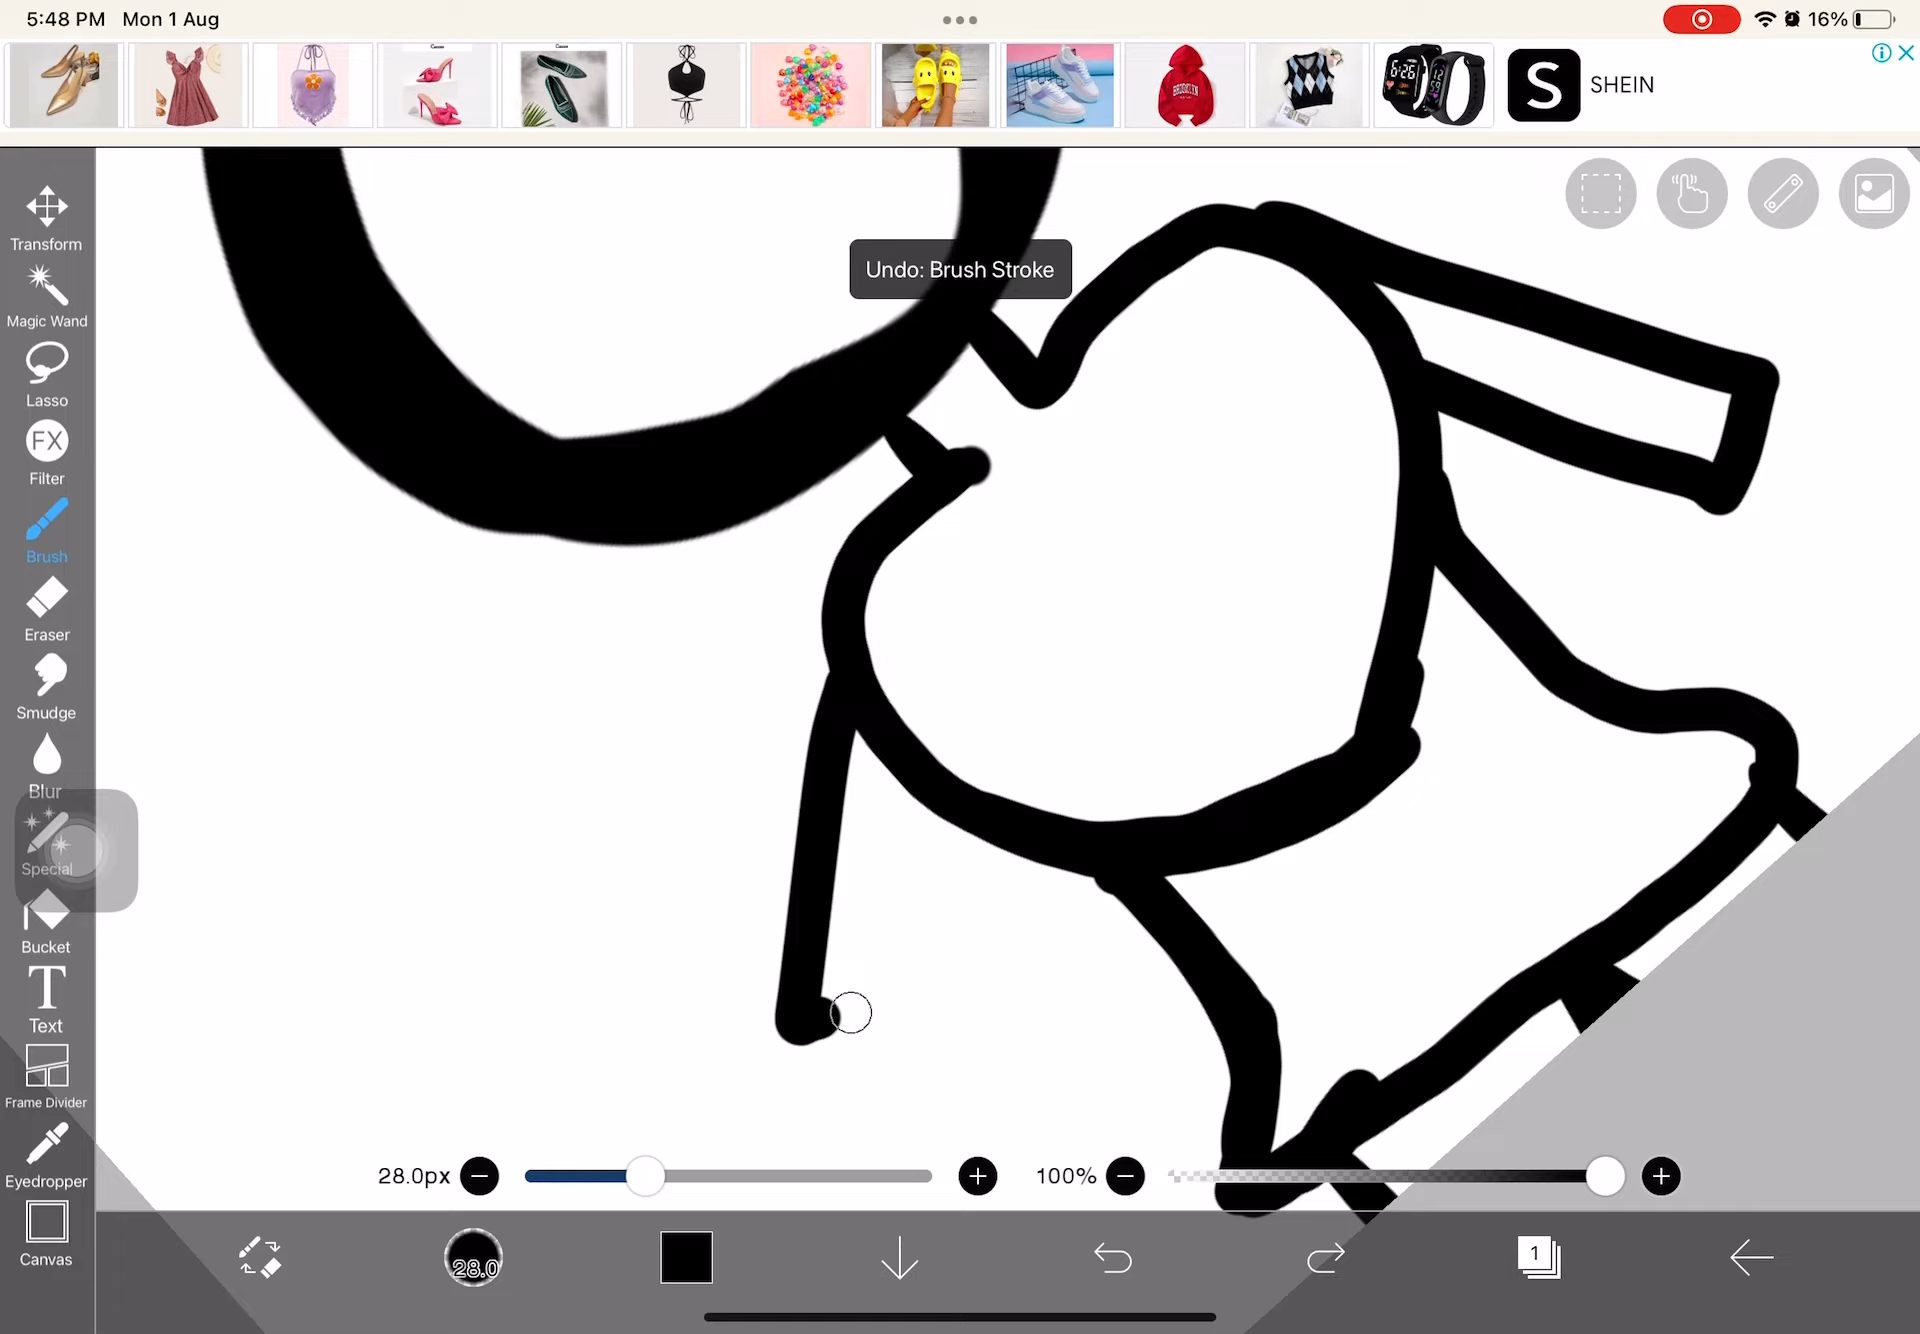 5:48 PM Mon 1 Aug
16%
SHEIN
S
Undo: Brush Stroke
Transform
Magic Wand
Lasso
FX
Filter
Brush
Eraser
Smudge
Blur
Special
Bucket
T
Text
Frame Divider
Eyedropper
Canvas
28.0px
100%
28.0
1